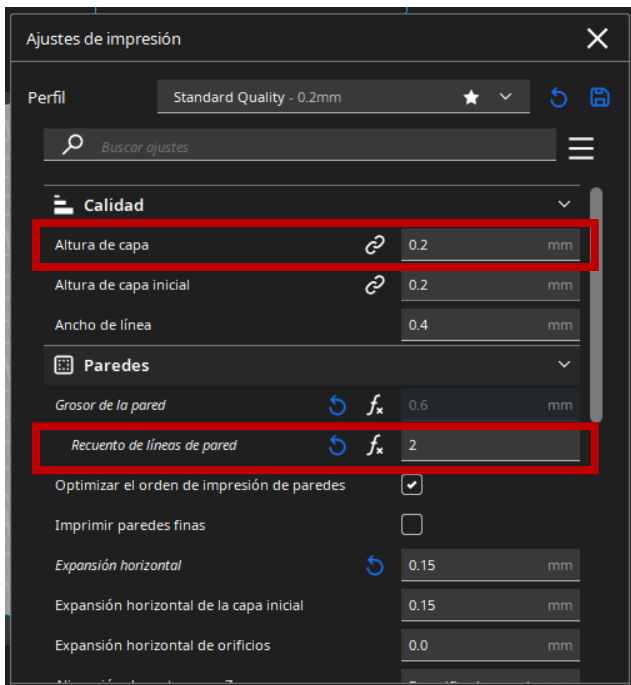 Ajustes de impresión
Perfil Standard Quality - 0.2mm
Buscar ajustes
Calidad
Altura de capa 0.2 mm
Altura de capa inicial 0.2 mm
Ancho de línea 0.4 mm
Paredes
Grosor de la pared fx 0.6 mm
Recuento de líneas de pared fx 2
Optimizar el orden de impresión de paredes
Imprimir paredes finas
Expansión horizontal 0.15 mm
Expansión horizontal de la capa inicial 0.15 mm
Expansión horizontal de orificios 0.0 mm